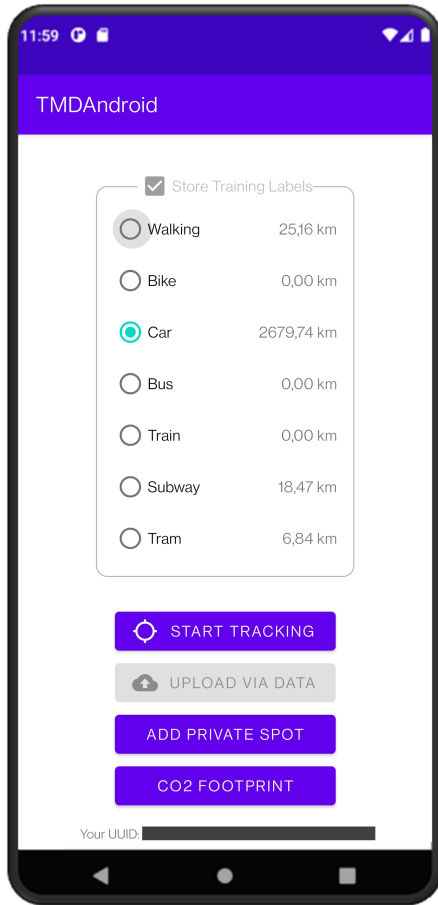 11:59
TMDAndroid
Store Training Labels
Walking 25,16 km
Bike 0,00 km
Car 2679,74 km
Bus 0,00 km
Train 0,00 km
Subway 18,47 km
Tram 6,84 km
START TRACKING
UPLOAD VIA DATA
ADD PRIVATE SPOT
CO2 FOOTPRINT
Your UUID: